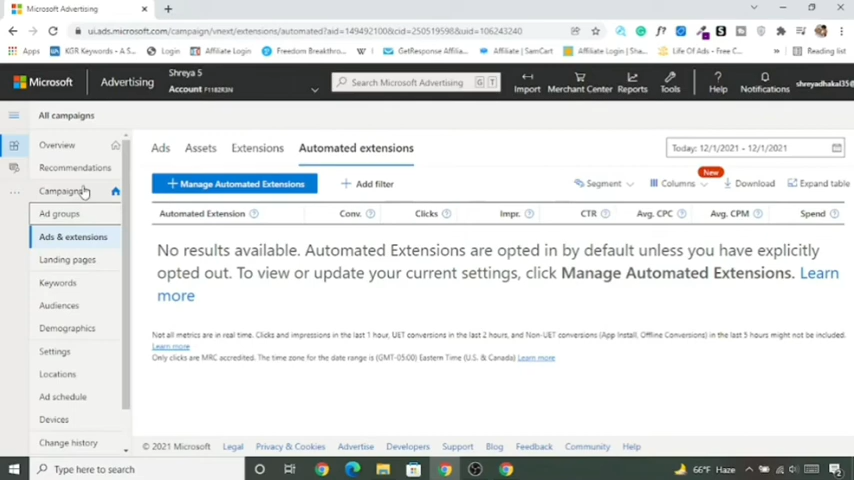 Microsoft Advertising
ui.ads.microsoft.com/campaign/vnext/extensions/automated?aid=149492100&cid=250519598&uid=106243240
Apps KGR Keywords - A S... Login Affiliate Login Freedom Breakthro... GetResponse Affilia... Affiliate | SamCart Affiliate Login | Sha... Life Of Ads - Free C... » Reading list
Microsoft Advertising Shreya S Account F1182R3N Search Microsoft Advertising G T Import Merchant Center Reports Tools Help Notifications shreyadhakal35@
All campaigns
Overview
Recommendations
Campaigns
Ad groups
Ads & extensions
Landing pages
Keywords
Audiences
Demographics
Settings
Locations
Ad schedule
Devices
Change history
Ads Assets Extensions Automated extensions Today: 12/1/2021 - 12/1/2021
New
Manage Automated Extensions Add filter Segment Columns Download Expand table
Automated Extension Conv. Clicks Impr. CTR Avg. CPC Avg. CPM Spend
No results available. Automated Extensions are opted in by default unless you have explicitly
opted out. To view or update your current settings, click Manage Automated Extensions. Learn
more
Not all metrics are in real time. Clicks and impressions in the last 1 hour, UET conversions in the last 2 hours, and Non-UET conversions (App Install, Offline Conversions) in the last 5 hours might not be included.
Learn more
Only clicks are MRC accredited. The time zone for the date range is (GMT-05:00) Eastern Time (U.S. & Canada) Learn more
© 2021 Microsoft Legal Privacy & Cookies Advertise Developers Support Blog Feedback Community Help
Type here to search 66°F Haze